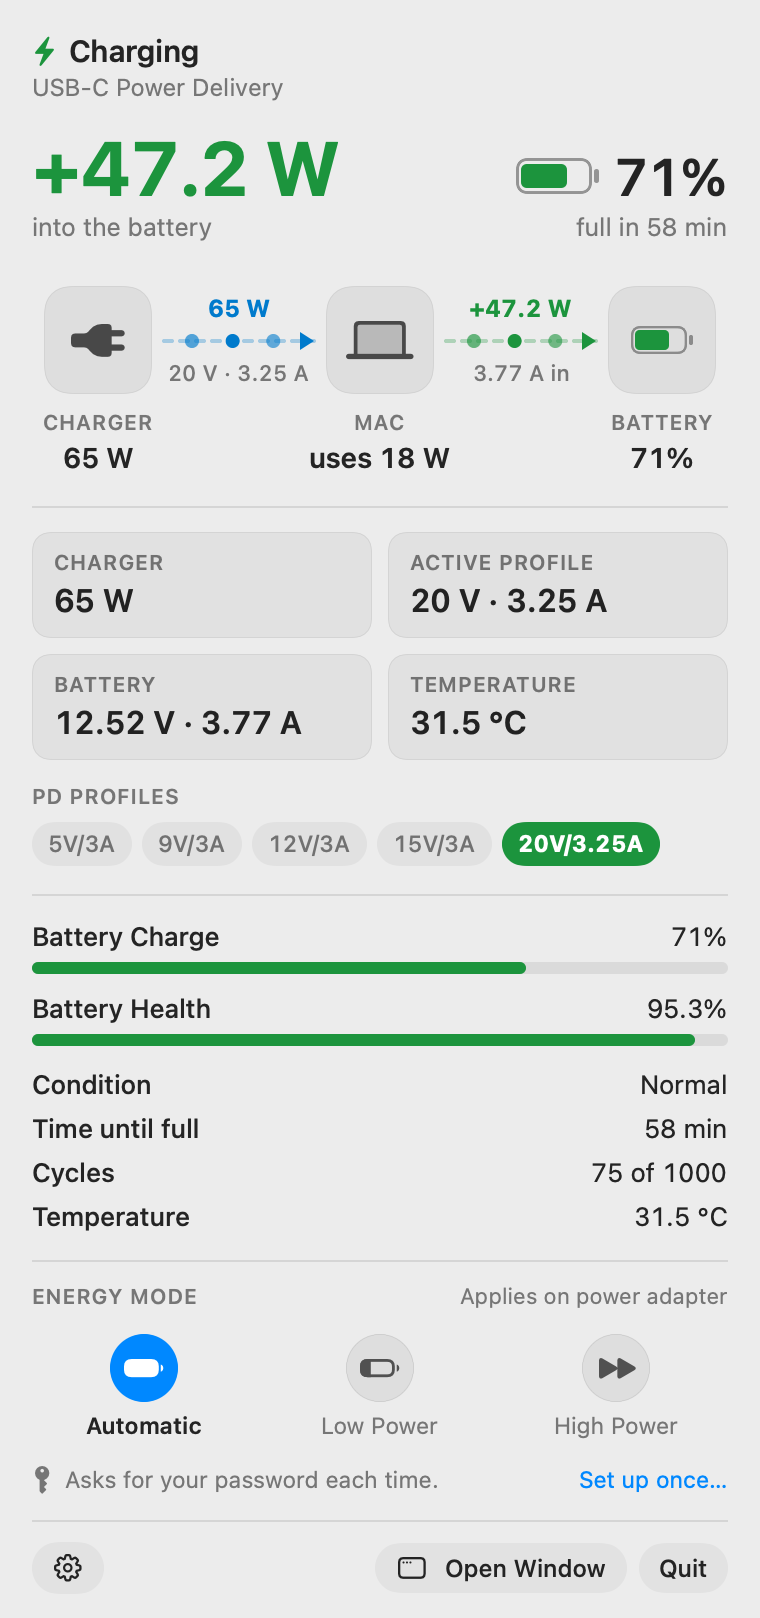 Charging
USB-C Power Delivery
+47.2 W
71%
into the battery
full in 58 min
65 W
+47.2 W
20 V · 3.25 A
3.77 A in
CHARGER
MAC
BATTERY
65 W
uses 18 W
71%
CHARGER
65 W
ACTIVE PROFILE
20 V · 3.25 A
BATTERY
12.52 V · 3.77 A
TEMPERATURE
31.5 °C
PD PROFILES
5V/3A
9V/3A
12V/3A
15V/3A
20V/3.25A
Battery Charge
71%
Battery Health
95.3%
Condition
Normal
Time until full
58 min
Cycles
75 of 1000
Temperature
31.5 °C
ENERGY MODE
Applies on power adapter
Automatic
Low Power
High Power
Asks for your password each time.
Set up once...
Open Window
Quit